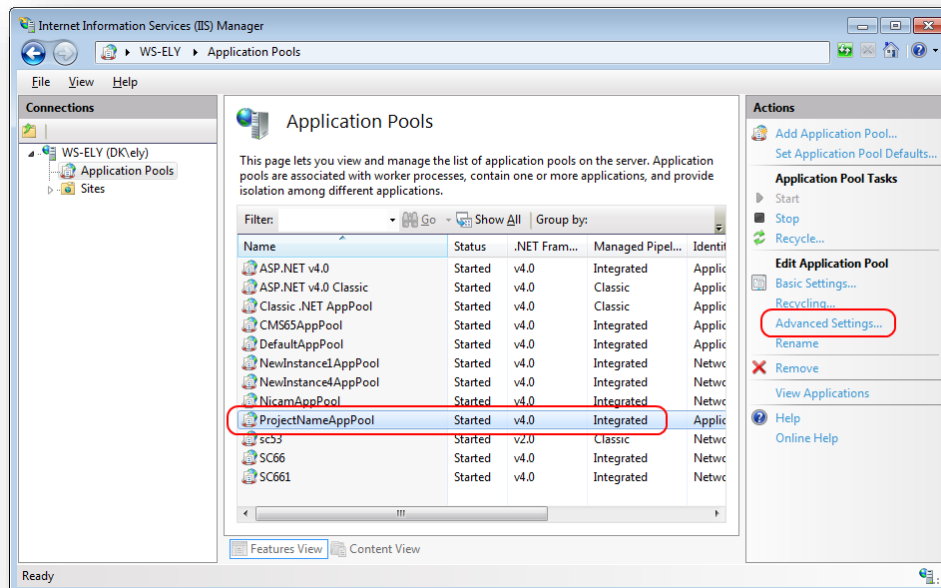 Internet Information Services (IIS) Manager
WS-ELY Application Pools
File View Help
Connections
WS-ELY (DK\ely)
Application Pools
Sites
Application Pools
This page lets you view and manage the list of application pools on the server. Application
pools are associated with worker processes, contain one or more applications, and provide
isolation among different applications.
Filter: Go Show All Group by:
Name Status .NET Fram... Managed Pipel... Identit
ASP.NET v4.0 Started v4.0 Integrated Applic
ASP.NET v4.0 Classic Started v4.0 Classic Applic
Classic .NET AppPool Started v4.0 Classic Applic
CMS65AppPool Started v4.0 Integrated Applic
DefaultAppPool Started v4.0 Integrated Applic
NewInstance1AppPool Started v4.0 Integrated Netwo
NewInstance4AppPool Started v4.0 Integrated Netwo
NicamAppPool Started v4.0 Integrated Netwo
ProjectNameAppPool Started v4.0 Integrated Applic
sc53 Started v2.0 Classic Netwo
SC66 Started v4.0 Integrated Netwo
SC661 Started v4.0 Integrated Netwo
Features View Content View
Actions
Add Application Pool...
Set Application Pool Defaults...
Application Pool Tasks
Start
Stop
Recycle...
Edit Application Pool
Basic Settings...
Recycling...
Advanced Settings...
Rename
Remove
View Applications
Help
Online Help
Ready